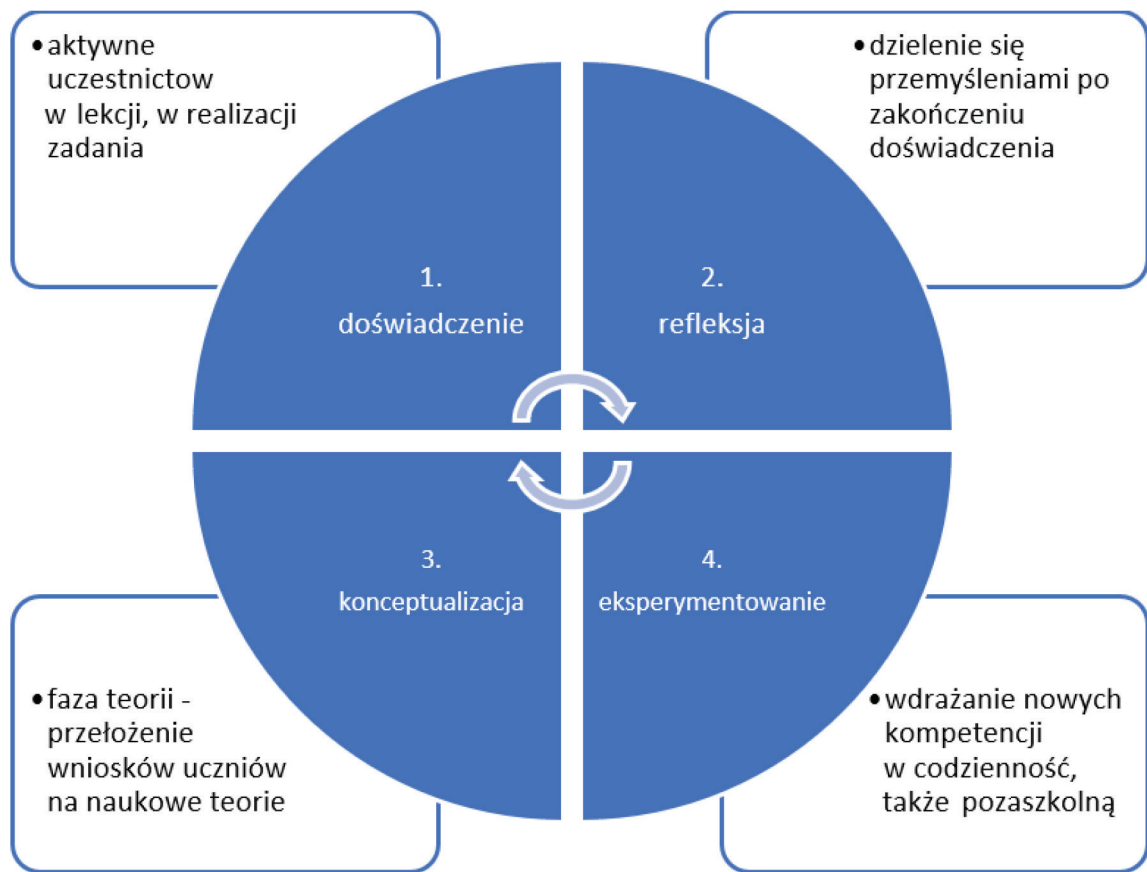 •aktywne
uczestnictow
w lekcji, w realizacji
zadania
•dzielenie się
przemyśleniami po
zakończeniu
doświadczenia
1.
doświadczenie
2.
refleksja
3.
konceptualizacja
4.
eksperymentowanie
•faza teorii -
przełożenie
wniosków uczniów
na naukowe teorie
•wdrażanie nowych
kompetencji
w codzienność,
także pozaszkolną